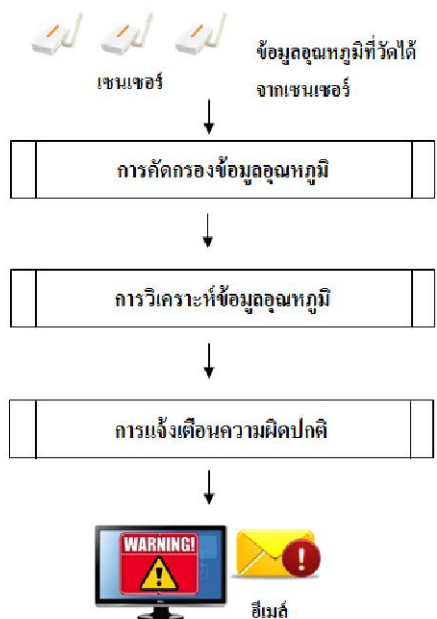 ข้อมูลอุณหภูมิที่วัดได้
เซนเซอร์
จากเซนเซอร์
การคัดกรองข้อมูลอุณหภูมิ
การวิเคราะห์ข้อมูลอุณหภูมิ
การแจ้งเตือนความผิดปกติ
WARNING!
อีเมล์